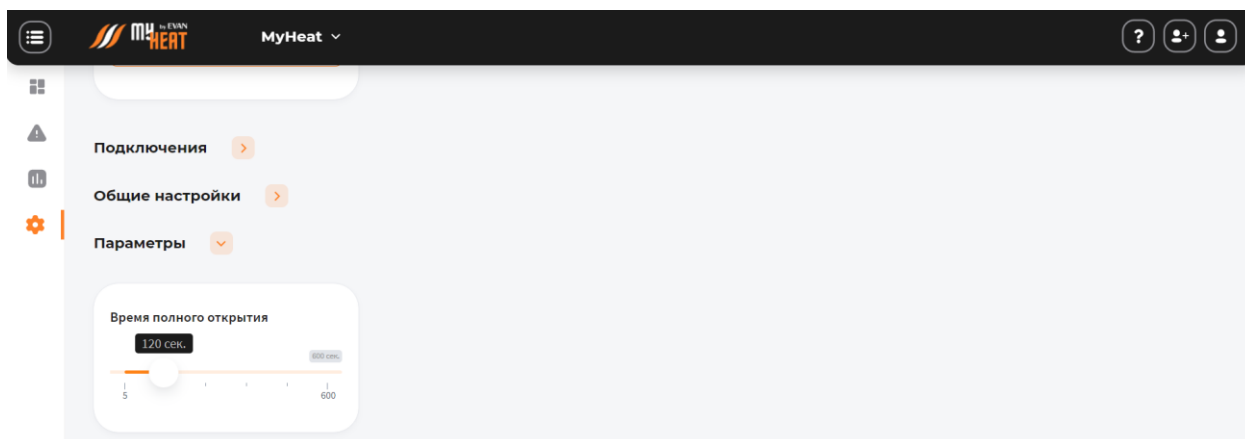 my by EVAN
HEAT
MyHeat
?
Подключения
Общие настройки
Параметры
Время полного открытия
120 сек.
600 сек.
5
600